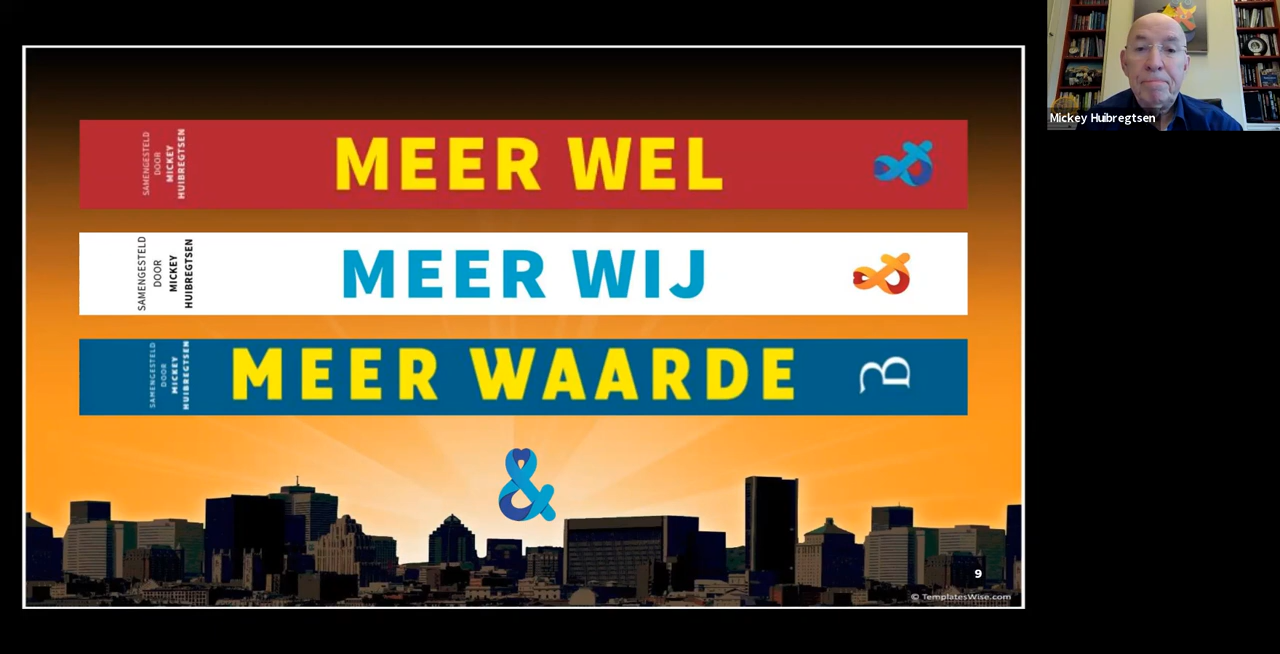 SAMENGESTELD
DOOR
MICKEY
HUIBREGTSEN
MEER WEL
&
SAMENGESTELD
DOOR
MICKEY
HUIBREGTSEN
MEER WIJ
&
SAMENGESTELD
DOOR
MICKEY
HUIBREGTSEN
MEER WAARDE
B
&
9
© TemplatesWise.com
Mickey Huibregtsen